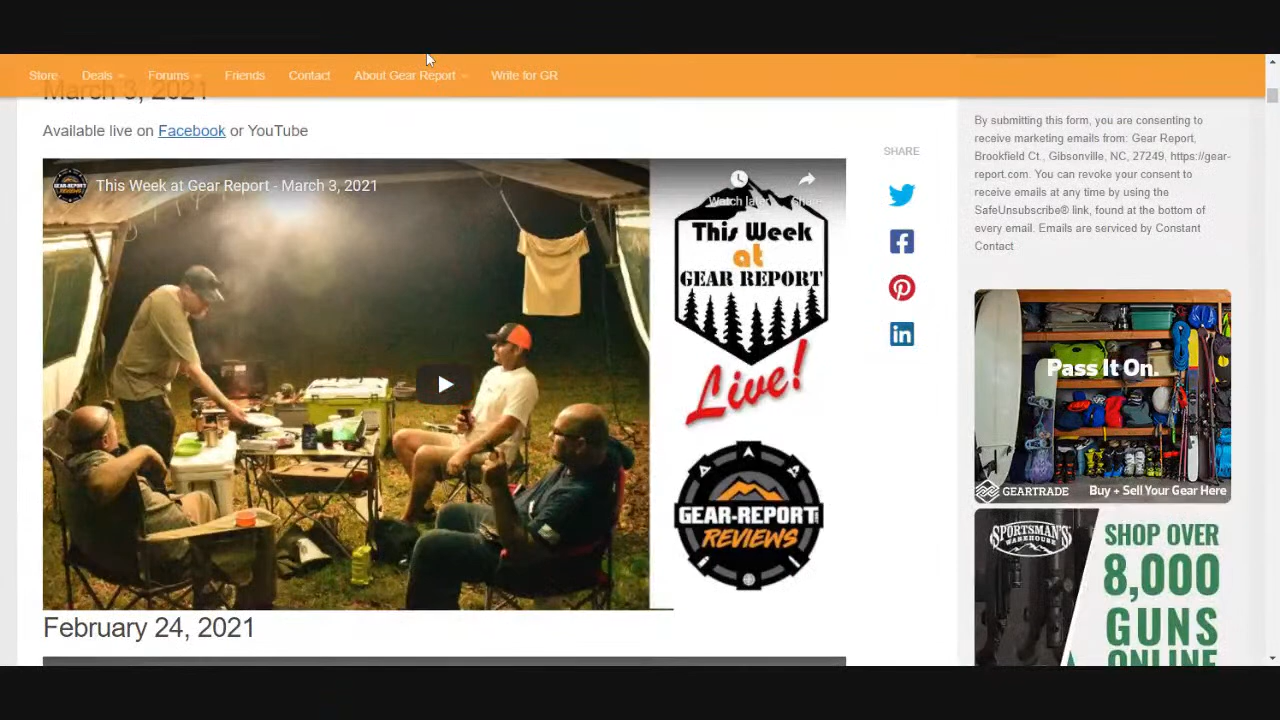 Store Deals Forums Friends Contact About Gear Report Write for GR
March 3, 2021
Available live on Facebook or YouTube
This Week at Gear Report - March 3, 2021
Watch later Share
This Week
at
GEAR REPORT
Live!
GEAR-REPORT
REVIEWS
February 24, 2021
SHARE
By submitting this form, you are consenting to
receive marketing emails from: Gear Report,
Brookfield Ct., Gibsonville, NC, 27249, https://gear-
report.com. You can revoke your consent to
receive emails at any time by using the
SafeUnsubscribe® link, found at the bottom of
every email. Emails are serviced by Constant
Contact
Pass It On.
GEARTRADE Buy + Sell Your Gear Here
SPORTSMAN'S
WAREHOUSE
SHOP OVER
8,000
GUNS
ONLINE